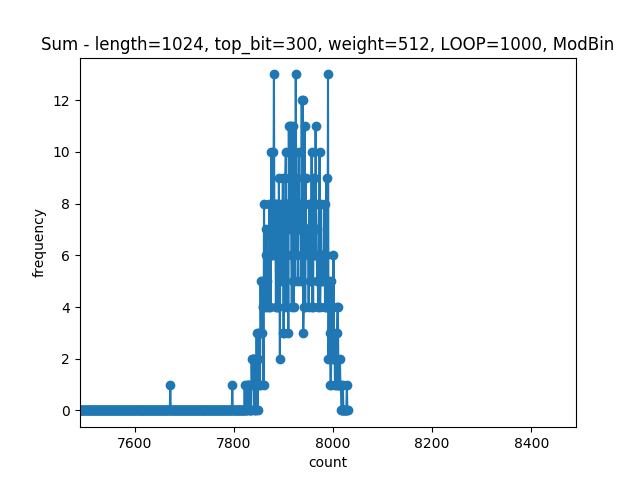 Sum - length=1024, top_bit=300, weight=512, LOOP=1000, ModBin
frequency
12
10
8
6
4
2
0
7600 7800 8000 8200 8400
count